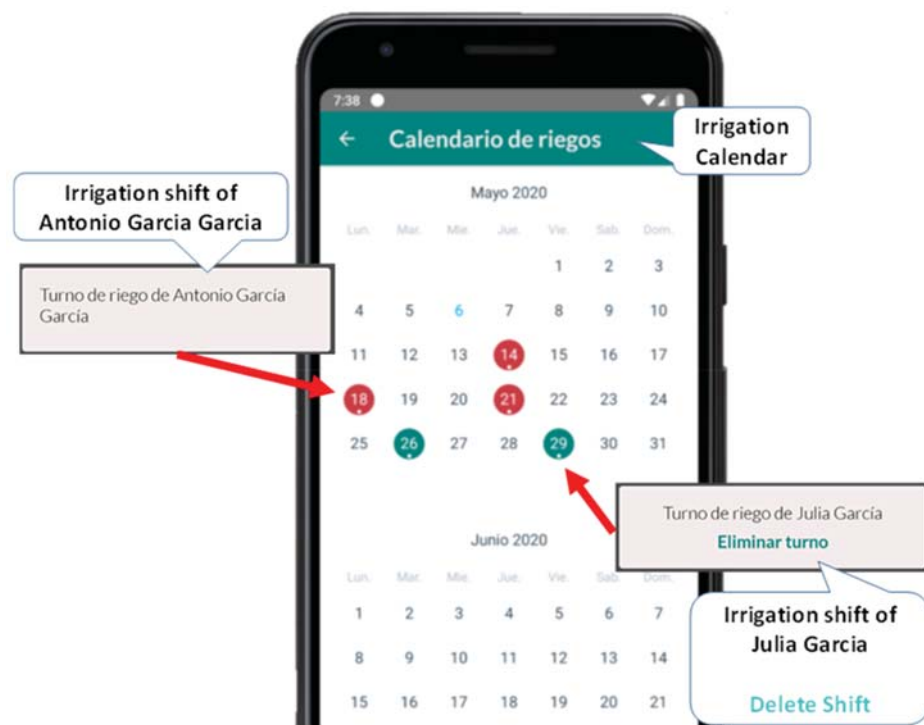 7:38
Calendario de riegos
Irrigation
Calendar
Mayo 2020
Irrigation shift of
Antonio Garcia Garcia
Lun. Mar. Mie. Jue. Vie. Sab. Dom.
1 2 3
Turno de riego de Antonio García
García
4 5 6 7 8 9 10
11 12 13 14 15 16 17
18 19 20 21 22 23 24
25 26 27 28 29 30 31
Turno de riego de Julia García
Eliminar turno
Junio 2020
Lun. Mar. Mie. Jue. Vie. Sab. Dom.
1 2 3 4 5 6 7
Irrigation shift of
Julia Garcia
Delete Shift
8 9 10 11 12 13 14
15 16 17 18 19 20 21